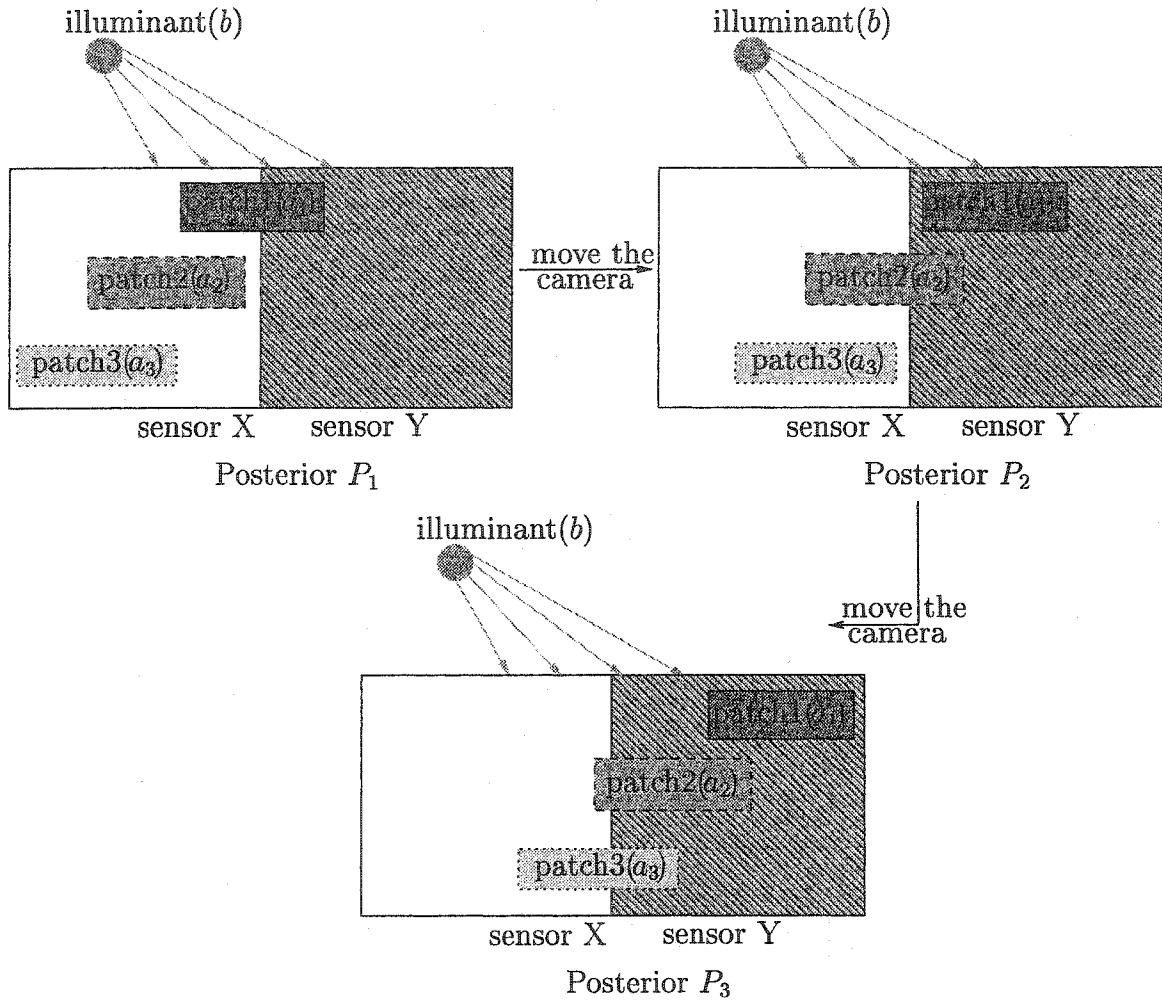 illuminant(b)
patch1(a₁)
patch2(a₂)
patch3(a₃)
sensor X sensor Y
Posterior P₁
move the
camera
illuminant(b)
patch1(a₁)
patch2(a₂)
patch3(a₃)
sensor X sensor Y
Posterior P₂
move the
camera
illuminant(b)
patch1(a₁)
patch2(a₂)
patch3(a₃)
sensor X sensor Y
Posterior P₃